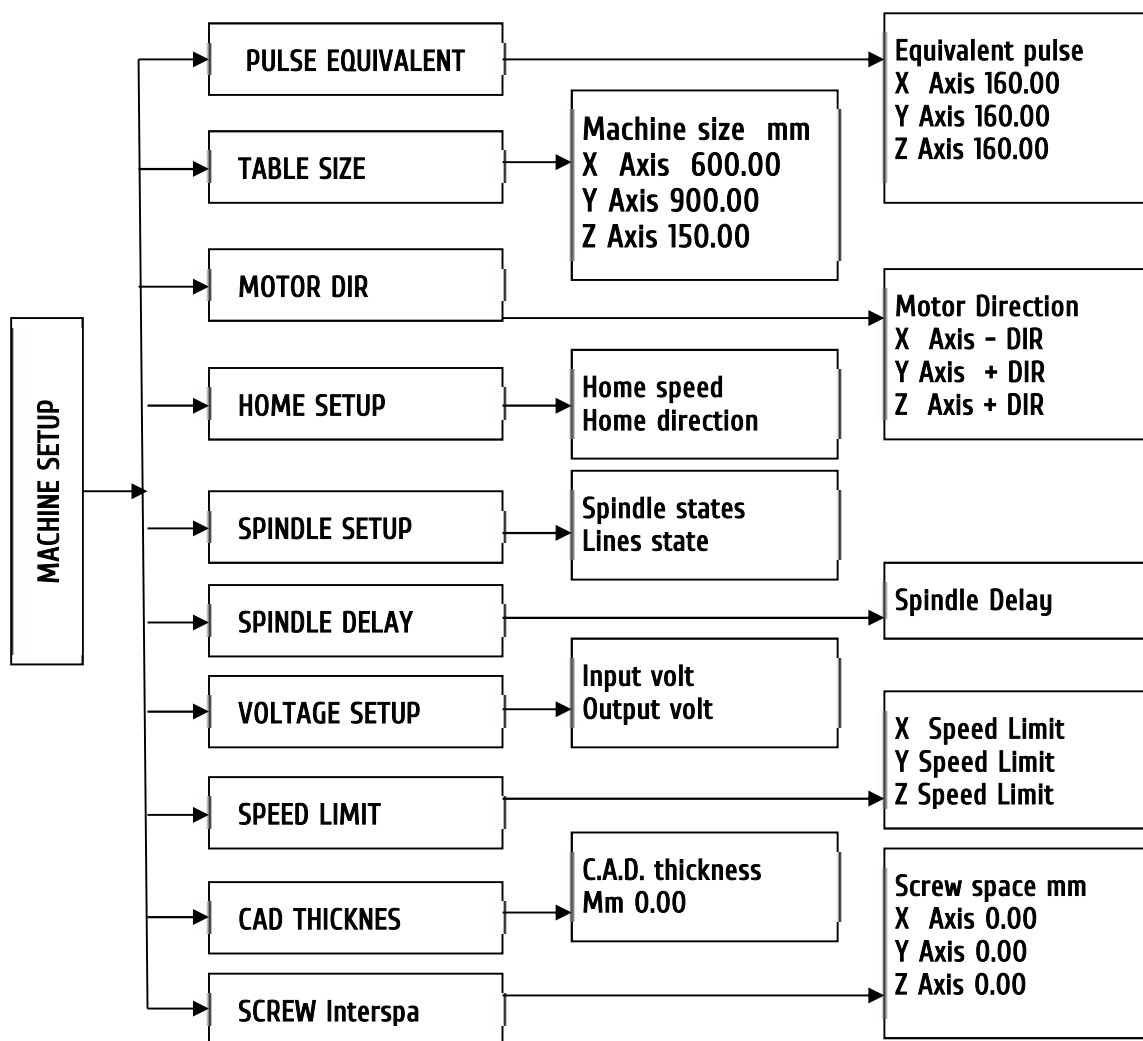 MACHINE SETUP
PULSE EQUIVALENT
Equivalent pulse
X Axis 160.00
Y Axis 160.00
Z Axis 160.00
TABLE SIZE
Machine size mm
X Axis 600.00
Y Axis 900.00
Z Axis 150.00
MOTOR DIR
Motor Direction
X Axis - DIR
Y Axis + DIR
Z Axis + DIR
HOME SETUP
Home speed
Home direction
SPINDLE SETUP
Spindle states
Lines state
SPINDLE DELAY
Spindle Delay
VOLTAGE SETUP
Input volt
Output volt
SPEED LIMIT
X Speed Limit
Y Speed Limit
Z Speed Limit
CAD THICKNES
C.A.D. thickness
Mm 0.00
SCREW Interspa
Screw space mm
X Axis 0.00
Y Axis 0.00
Z Axis 0.00